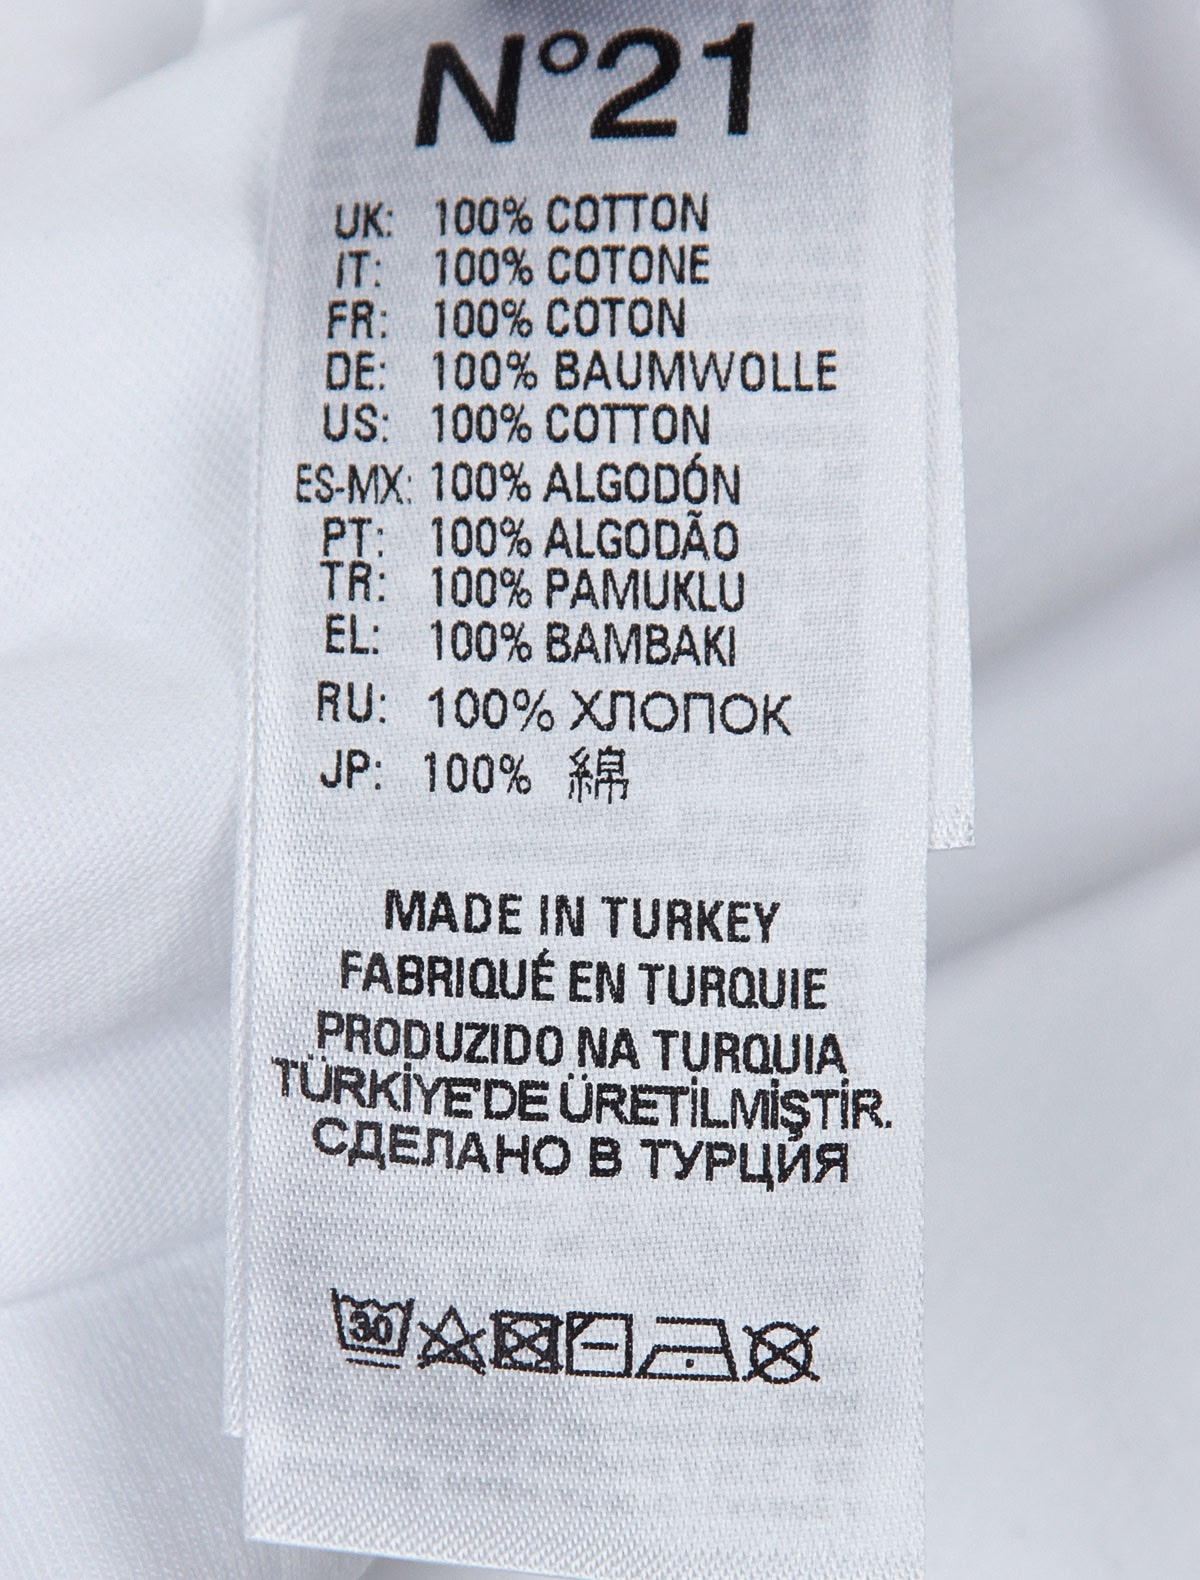 N°21
UK: 100% COTTON
IT: 100% COTONE
FR: 100% COTON
DE: 100% BAUMWOLLE
US: 100% COTTON
ES-MX: 100% ALGODÓN
PT: 100% ALGODÃO
TR: 100% PAMUKLU
EL: 100% BAMBAKI
RU: 100% ХЛОПОК
JP: 100% 綿
MADE IN TURKEY
FABRIQUÉ EN TURQUIE
PRODUZIDO NA TURQUIA
TÜRKİYE'DE ÜRETİLMİŞTİR.
СДЕЛАНО В ТУРЦИЯ
30